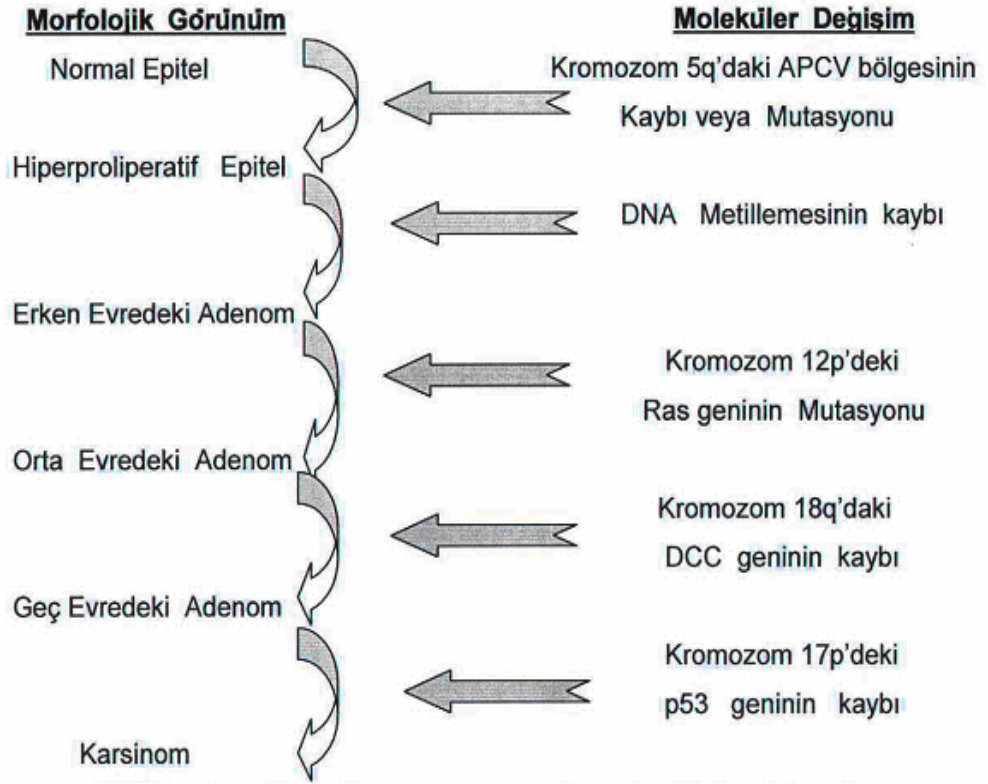 Morfolojik Görünüm
Moleküler Değişim
Normal Epitel
Kromozom 5q'daki APCV bölgesinin
Kaybı veya Mutasyonu
Hiperproliperatif Epitel
DNA Metillemesinin kaybı
Erken Evredeki Adenom
Kromozom 12p'deki
Ras geninin Mutasyonu
Orta Evredeki Adenom
Kromozom 18q'daki
DCC geninin kaybı
Geç Evredeki Adenom
Kromozom 17p'deki
p53 geninin kaybı
Karsinom